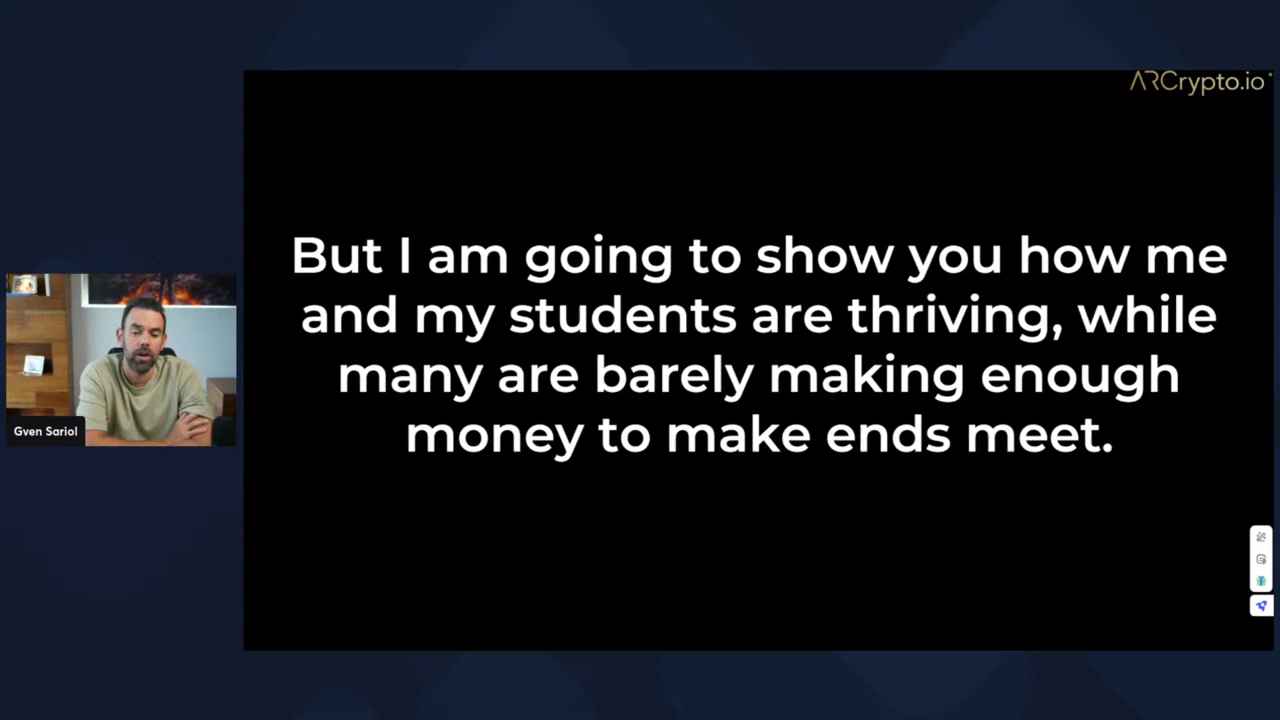 ARCrypto.io
But I am going to show you how me
and my students are thriving, while
many are barely making enough
money to make ends meet.
Gven Sariol